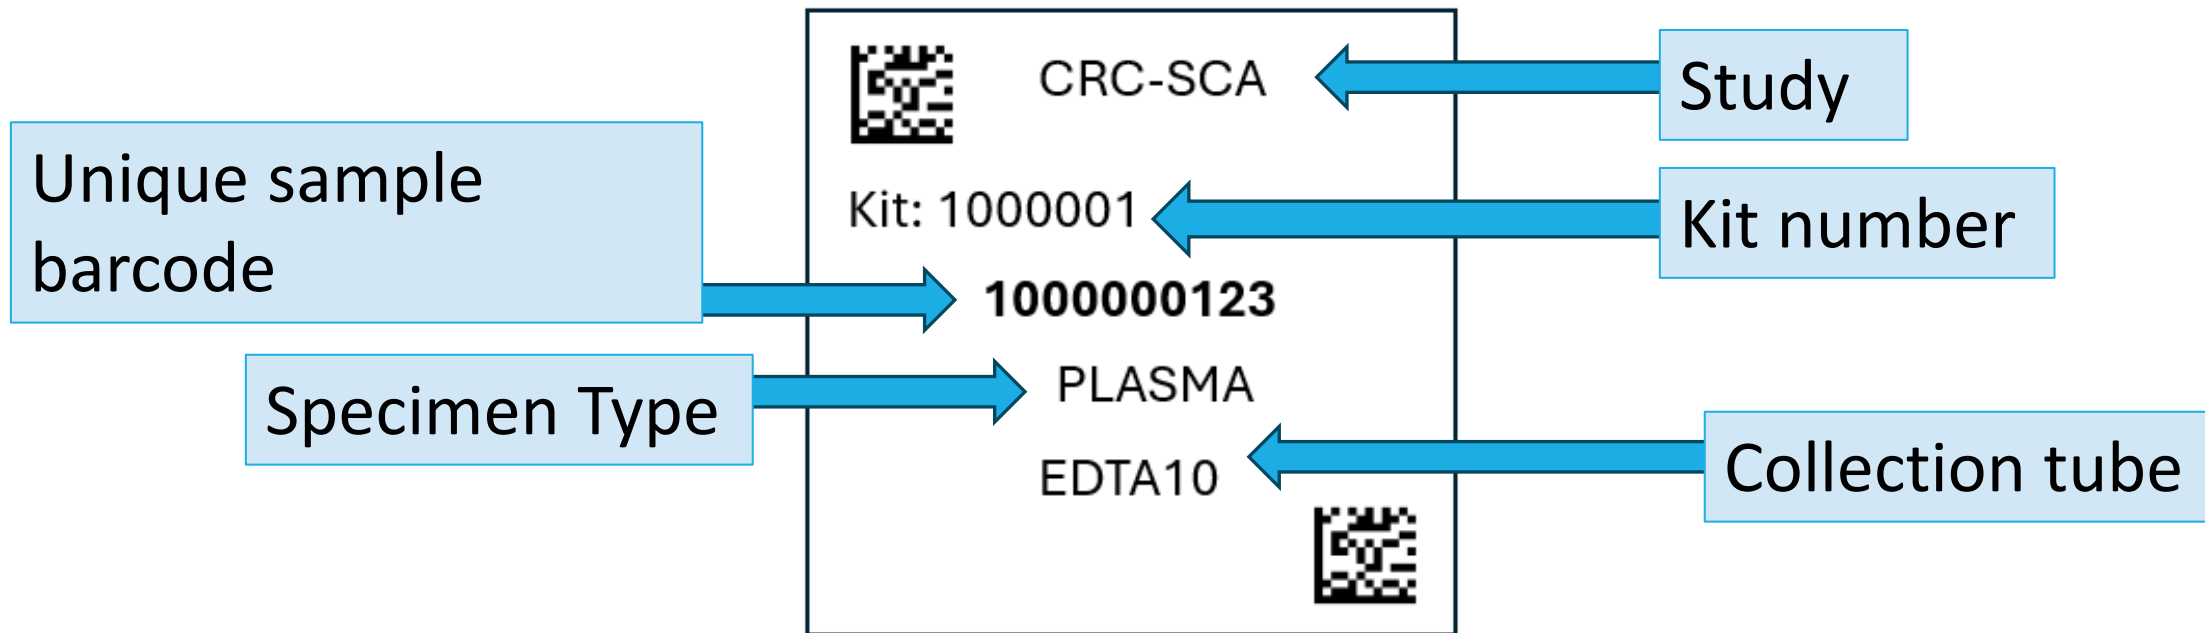 CRC-SCA
Study
Unique sample
barcode
Kit: 1000001
Kit number
1000000123
Specimen Type
PLASMA
EDTA10
Collection tube